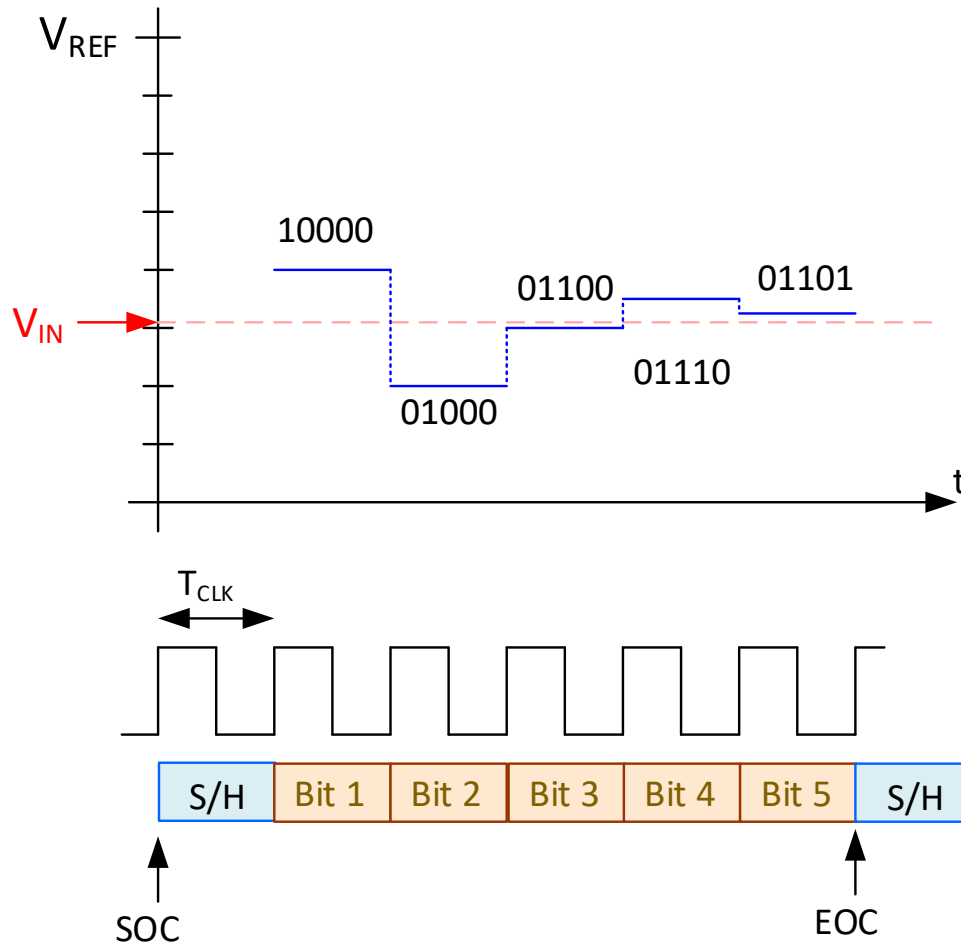 VREF
10000
01100
01101
VIN
01110
01000
t
TCLK
S/H
Bit 1
Bit 2
Bit 3
Bit 4
Bit 5
S/H
SOC
EOC